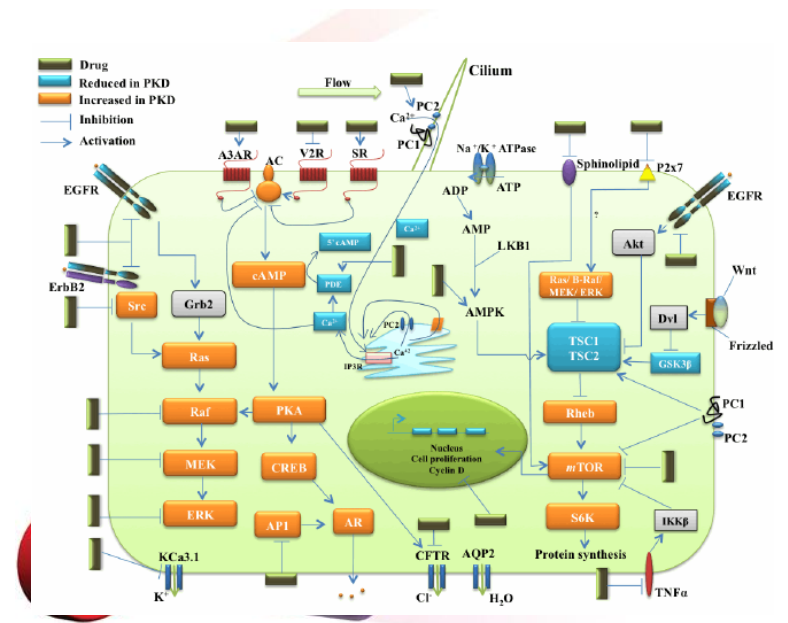 Drug
Reduced in PKD
Increased in PKD
Inhibition
Activation
Flow
Cilium
PC2
Ca²⁺
PC1
A3AR
AC
V2R
SR
Na⁺/K⁺ ATPase
ADP
ATP
Sphinolipid
P2x7
EGFR
EGFR
AMP
LKB1
?
Akt
5' cAMP
Ca²⁺
cAMP
PDE
ErbB2
Src
Grb2
Ca²⁺
AMPK
Ras/ B-Raf/
MEK/ ERK
Wnt
Dvl
PC2
Ca⁺²
IP3R
Ras
TSC1
TSC2
GSK3β
Frizzled
Raf
PKA
Rheb
PC1
PC2
Nucleus
Cell proliferation
Cyclin D
MEK
CREB
mTOR
ERK
AP1
AR
S6K
IKKβ
KCa3.1
CFTR
AQP2
Protein synthesis
K⁺
Cl⁻
H₂O
TNFα